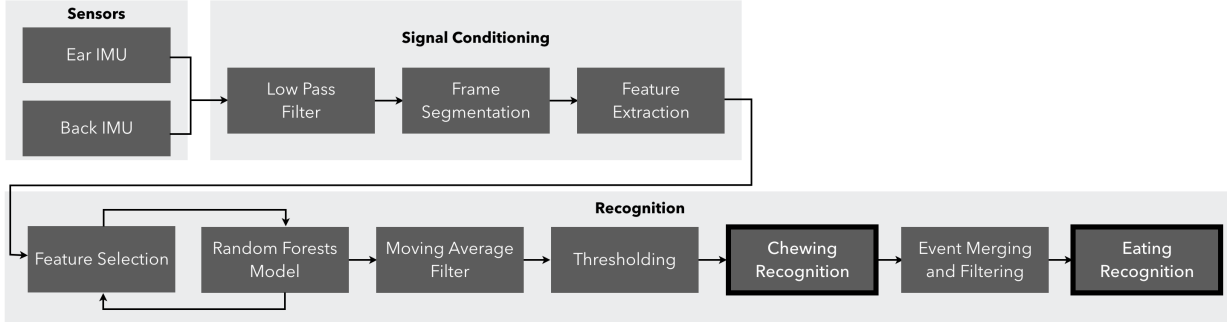 Sensors
Ear IMU
Back IMU
Signal Conditioning
Low Pass
Filter
Frame
Segmentation
Feature
Extraction
Recognition
Feature Selection
Random Forests
Model
Moving Average
Filter
Thresholding
Chewing
Recognition
Event Merging
and Filtering
Eating
Recognition